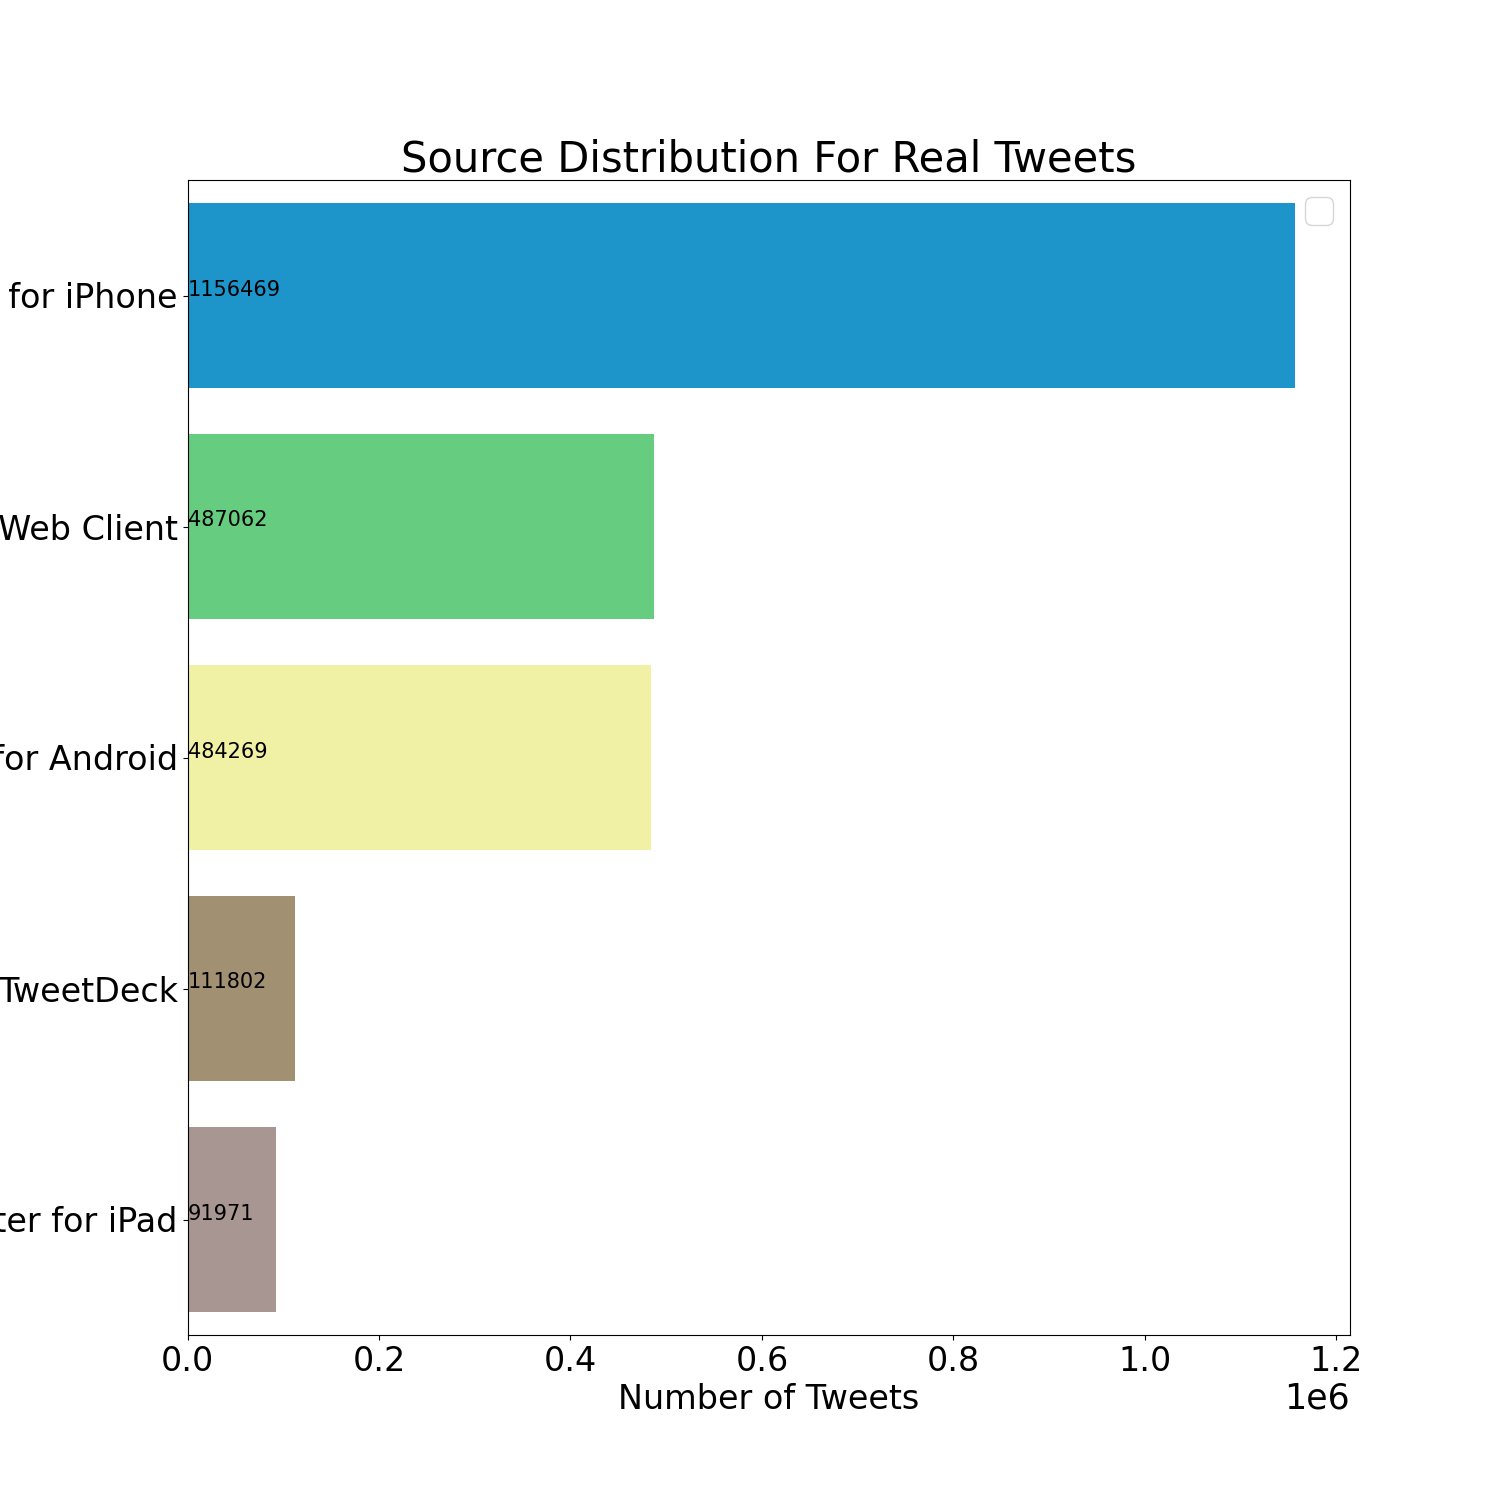 Source Distribution For Real Tweets
for iPhone 1156469
Web Client 487062
for Android 484269
TweetDeck 111802
ter for iPad 91971
0.0 0.2 0.4 0.6 0.8 1.0 1.2
Number of Tweets 1e6